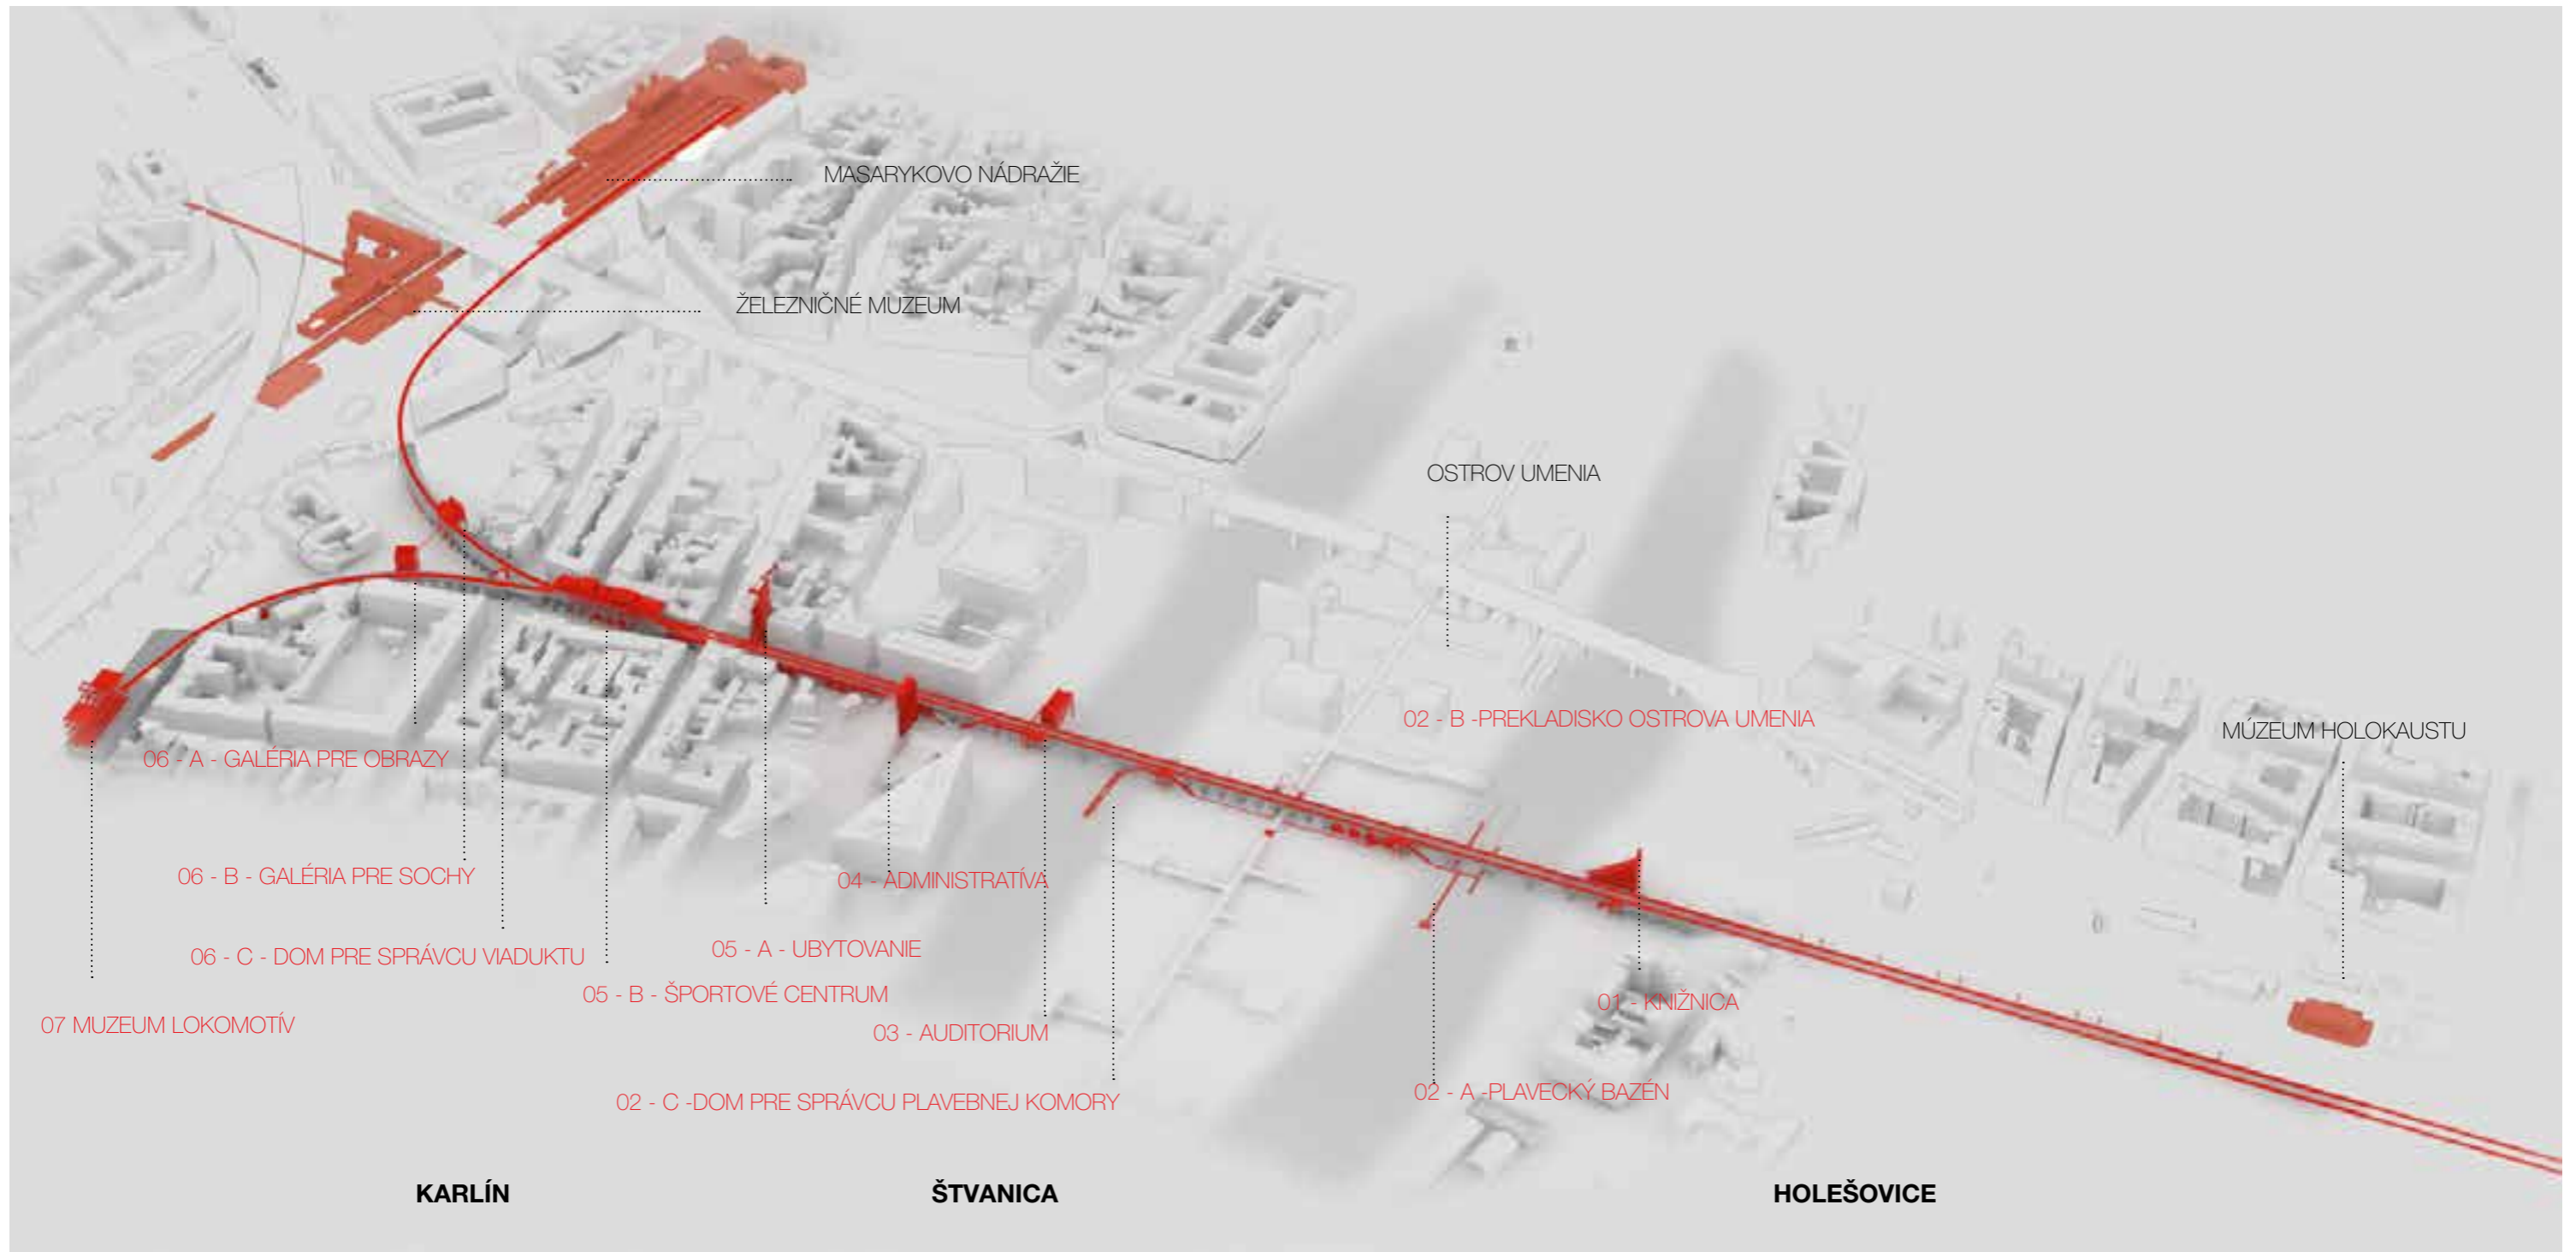 MASARYKOVO NÁDRAŽIE
ŽELEZNIČNÉ MUZEUM
OSTROV UMENIA
02 - B -PREKLADISKO OSTROVA UMENIA
MÚZEUM HOLOKAUSTU
06 - A - GALÉRIA PRE OBRAZY
06 - B - GALÉRIA PRE SOCHY
04 - ADMINISTRATÍVA
06 - C - DOM PRE SPRÁVCU VIADUKTU
05 - A - UBYTOVANIE
05 - B - ŠPORTOVÉ CENTRUM
01 - KNIŽNICA
07 MUZEUM LOKOMOTÍV
03 - AUDITORIUM
02 - C -DOM PRE SPRÁVCU PLAVEBNEJ KOMORY
02 - A -PLAVECKÝ BAZÉN
KARLÍN
ŠTVANICA
HOLEŠOVICE